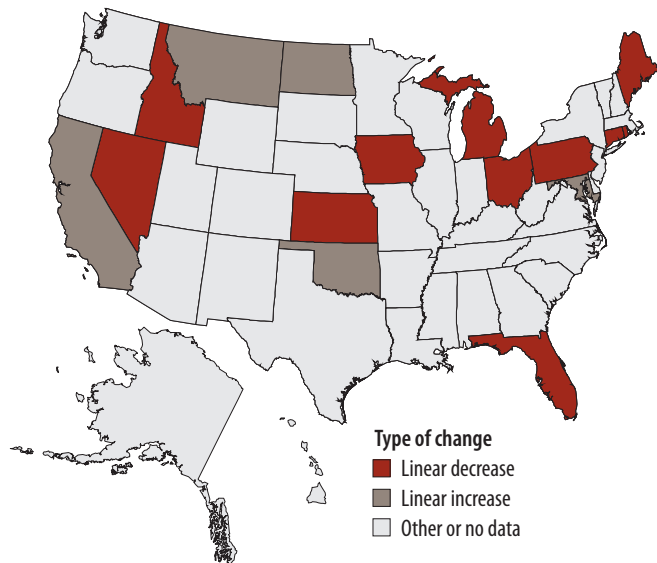 Type of change
Linear decrease
Linear increase
Other or no data